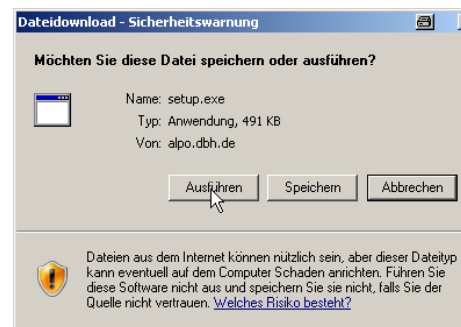 Dateidownload - Sicherheitswarnung
Möchten Sie diese Datei speichern oder ausführen?
Name: setup.exe
Typ: Anwendung, 491 KB
Von: alpo.dbh.de
Ausführen Speichern Abbrechen
Dateien aus dem Internet können nützlich sein, aber dieser Dateityp
kann eventuell auf dem Computer Schaden anrichten. Führen Sie
diese Software nicht aus und speichern Sie sie nicht, falls Sie der
Quelle nicht vertrauen. Welches Risiko besteht?